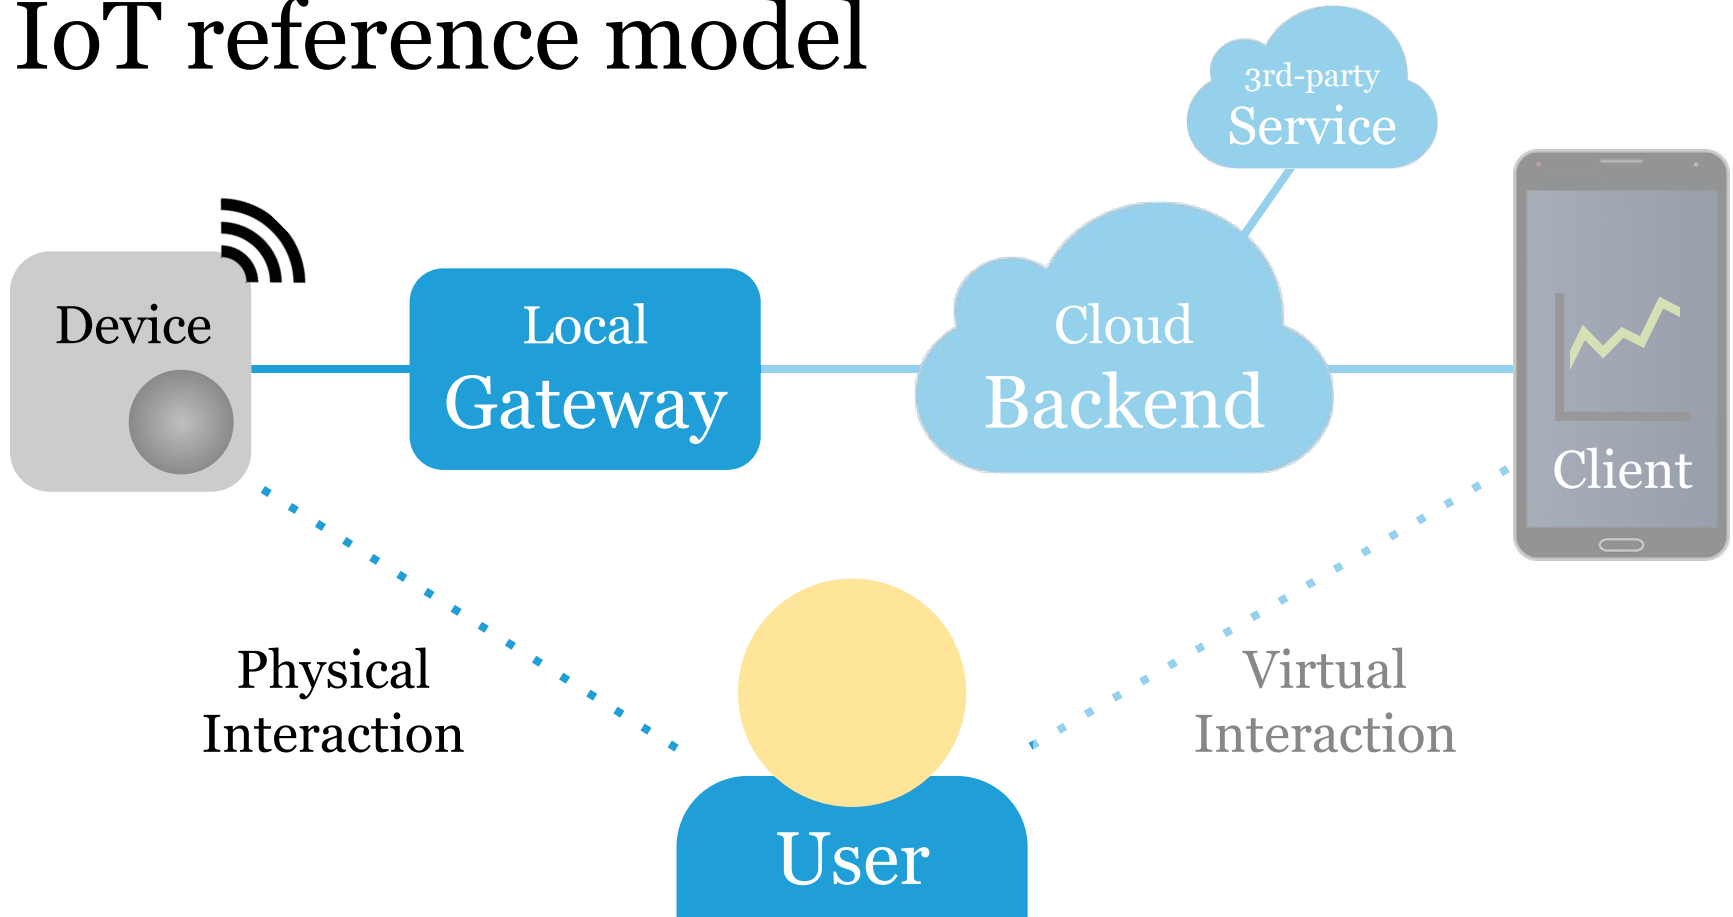 IoT reference model
3rd-party
Service
Device
Local
Gateway
Cloud
Backend
Client
Physical
Interaction
Virtual
Interaction
User